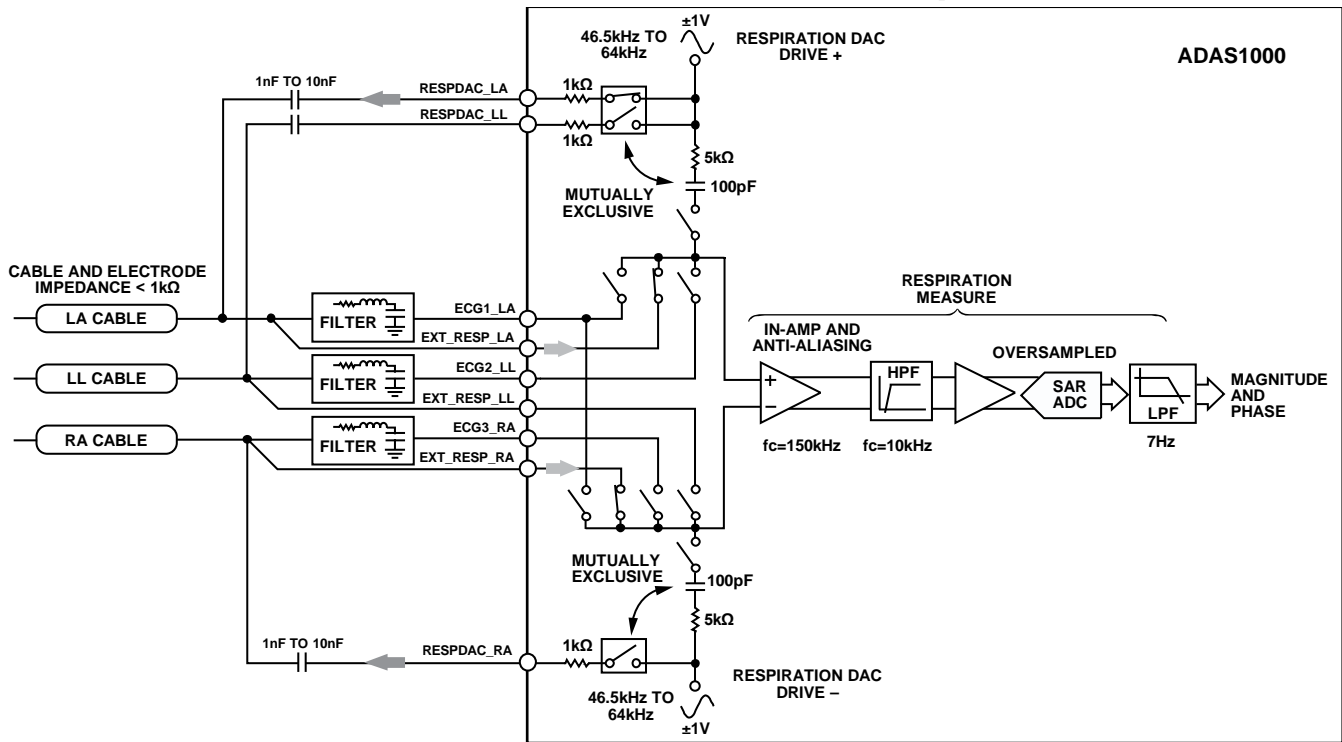 ±1V
46.5kHz TO
64kHz
RESPIRATION DAC
DRIVE +
ADAS1000
1nF TO 10nF
RESPDAC_LA
1kΩ
RESPDAC_LL
1kΩ
5kΩ
100pF
MUTUALLY
EXCLUSIVE
CABLE AND ELECTRODE
IMPEDANCE < 1kΩ
LA CABLE
FILTER
ECG1_LA
EXT_RESP_LA
LL CABLE
FILTER
ECG2_LL
EXT_RESP_LL
RA CABLE
FILTER
ECG3_RA
EXT_RESP_RA
RESPIRATION
MEASURE
IN-AMP AND
ANTI-ALIASING
+
–
fc=150kHz
HPF
fc=10kHz
OVERSAMPLED
SAR
ADC
LPF
7Hz
MAGNITUDE
AND
PHASE
MUTUALLY
EXCLUSIVE
100pF
5kΩ
1nF TO 10nF
RESPDAC_RA
1kΩ
46.5kHz TO
64kHz
±1V
RESPIRATION DAC
DRIVE –